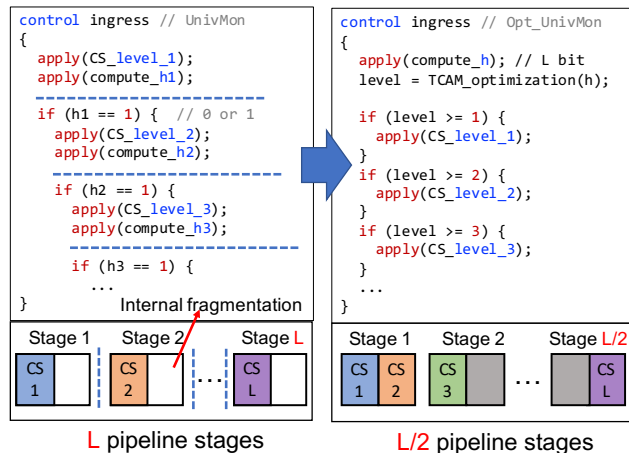 control ingress // UnivMon
{
apply(CS_level_1);
apply(compute_h1);
if (h1 == 1) { // 0 or 1
apply(CS_level_2);
apply(compute_h2);
if (h2 == 1) {
apply(CS_level_3);
apply(compute_h3);
if (h3 == 1) {
...
}
Internal fragmentation
Stage 1
Stage 2
Stage L
CS
1
CS
2
...
CS
L
L pipeline stages
control ingress // Opt_UnivMon
{
apply(compute_h); // L bit
level = TCAM_optimization(h);
if (level >= 1) {
apply(CS_level_1);
}
if (level >= 2) {
apply(CS_level_2);
}
if (level >= 3) {
apply(CS_level_3);
}
...
}
Stage 1
Stage 2
Stage L/2
CS
1
CS
2
CS
3
...
CS
L
L/2 pipeline stages